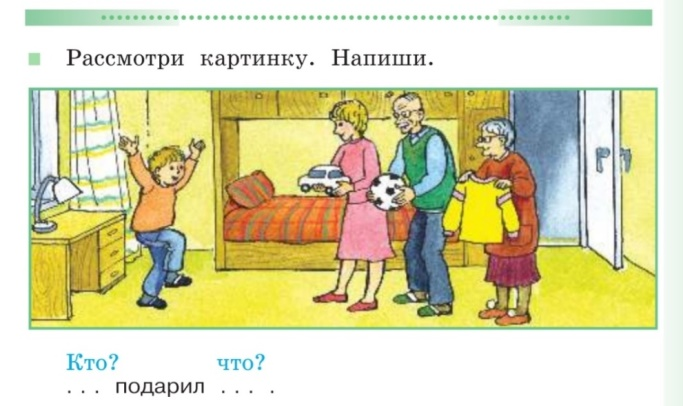 Рассмотри картинку. Напиши.
Кто? что?
. . . подарил . . . .